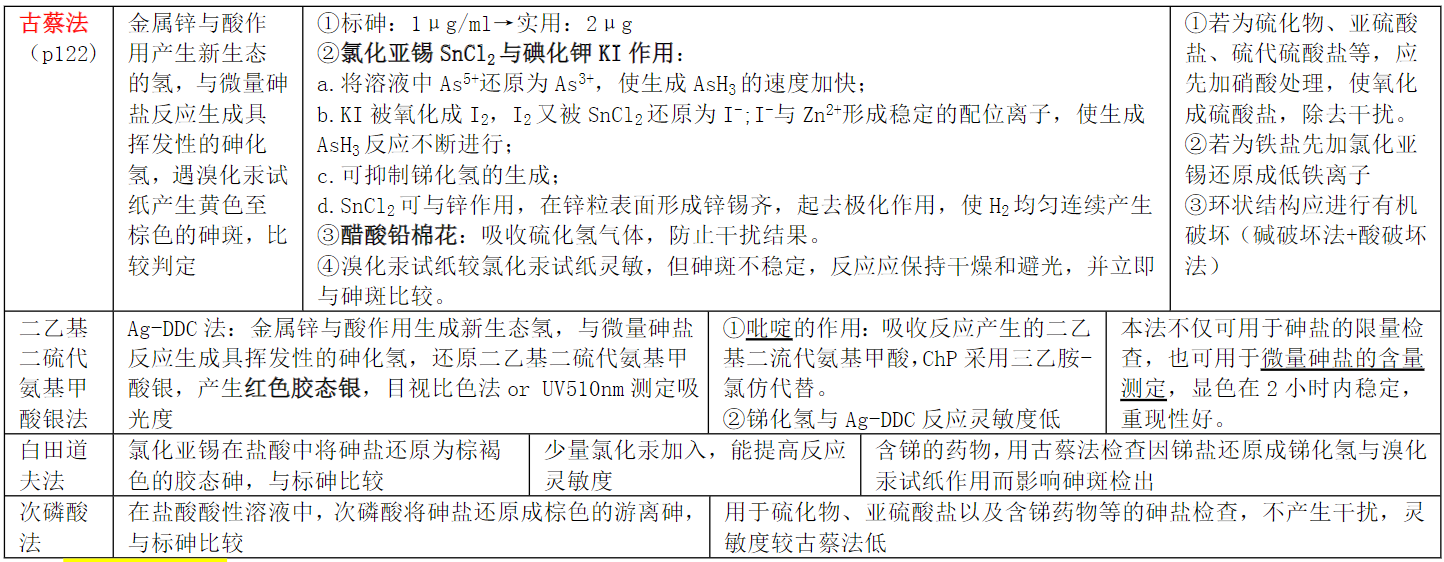 古蔡法
（p122）
金属锌与酸作
用产生新生态
的氢，与微量砷
盐反应生成具
挥发性的砷化
氢，遇溴化汞试
纸产生黄色至
棕色的砷斑，比
较判定
①标砷：1μg/ml→实用：2μg
②氯化亚锡 SnCl₂与碘化钾 KI 作用：
a.将溶液中 As⁵⁺还原为 As³⁺，使生成 AsH₃的速度加快；
b.KI 被氧化成 I₂，I₂又被 SnCl₂还原为 I⁻;I⁻与 Zn²⁺形成稳定的配位离子，使生成
AsH₃反应不断进行；
c.可抑制锑化氢的生成；
d.SnCl₂可与锌作用，在锌粒表面形成锌锡齐，起去极化作用，使 H₂均匀连续产生
③醋酸铅棉花：吸收硫化氢气体，防止干扰结果。
④溴化汞试纸较氯化汞试纸灵敏，但砷斑不稳定，反应应保持干燥和避光，并立即
与砷斑比较。
①若为硫化物、亚硫酸
盐、硫代硫酸盐等，应
先加硝酸处理，使氧化
成硫酸盐，除去干扰。
②若为铁盐先加氯化亚
锡还原成低铁离子
③环状结构应进行有机
破坏（碱破坏法+酸破坏
法）
二乙基
二硫代
氨基甲
酸银法
Ag-DDC 法：金属锌与酸作用生成新生态氢，与微量砷盐
反应生成具挥发性的砷化氢，还原二乙基二硫代氨基甲
酸银，产生红色胶态银，目视比色法 or UV510nm 测定吸
光度
①吡啶的作用：吸收反应产生的二乙
基二流代氨基甲酸,ChP 采用三乙胺-
氯仿代替。
②锑化氢与 Ag-DDC 反应灵敏度低
本法不仅可用于砷盐的限量检
查，也可用于微量砷盐的含量
测定，显色在 2 小时内稳定，
重现性好。
白田道
夫法
氯化亚锡在盐酸中将砷盐还原为棕褐
色的胶态砷，与标砷比较
少量氯化汞加入，能提高反应
灵敏度
含锑的药物，用古蔡法检查因锑盐还原成锑化氢与溴化
汞试纸作用而影响砷斑检出
次磷酸
法
在盐酸酸性溶液中，次磷酸将砷盐还原成棕色的游离砷，
与标砷比较
用于硫化物、亚硫酸盐以及含锑药物等的砷盐检查，不产生干扰，灵
敏度较古蔡法低